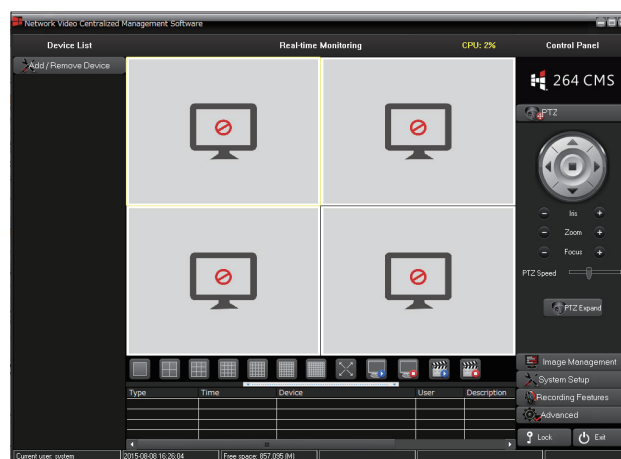 Network Video Centralized Management Software
Device List
Real-time Monitoring
CPU: 2%
Control Panel
Add / Remove Device
264 CMS
PTZ
Iris
Zoom
Focus
PTZ Speed
PTZ Expand
Image Management
System Setup
Recording Features
Advanced
Type Time Device User Description
Lock Exit
Current user: system 2015-08-08 16:26:04 Free space: 857,095 (M)